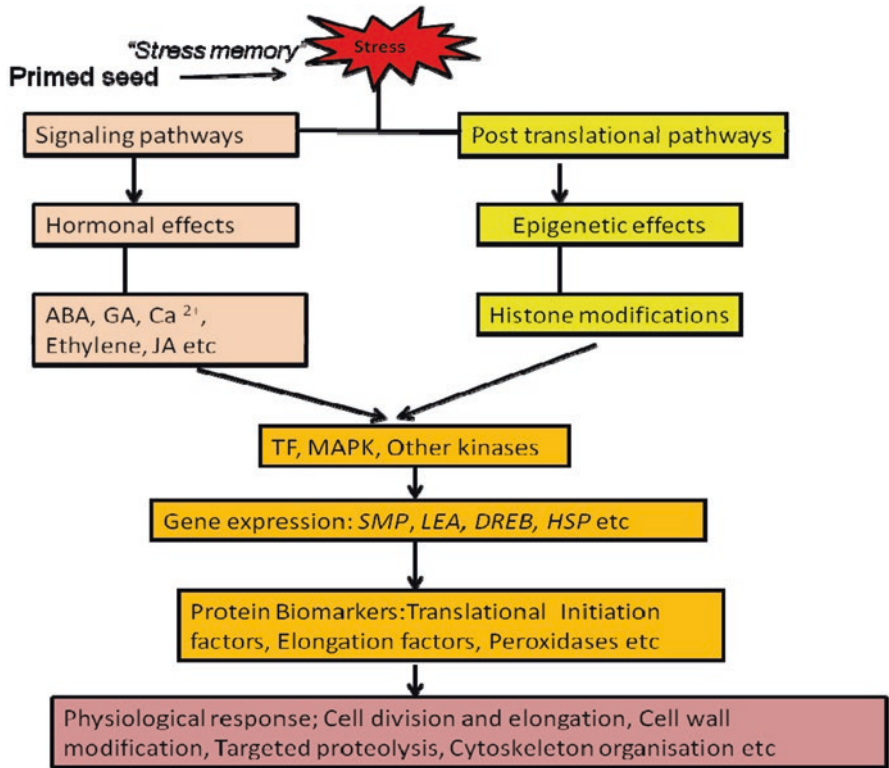 "Stress memory"
Stress
Primed seed
Signaling pathways
Post translational pathways
Hormonal effects
Epigenetic effects
ABA, GA, Ca ²⁺,
Ethylene, JA etc
Histone modifications
TF, MAPK, Other kinases
Gene expression: SMP, LEA, DREB, HSP etc
Protein Biomarkers:Translational Initiation
factors, Elongation factors, Peroxidases etc
Physiological response; Cell division and elongation, Cell wall
modification, Targeted proteolysis, Cytoskeleton organisation etc